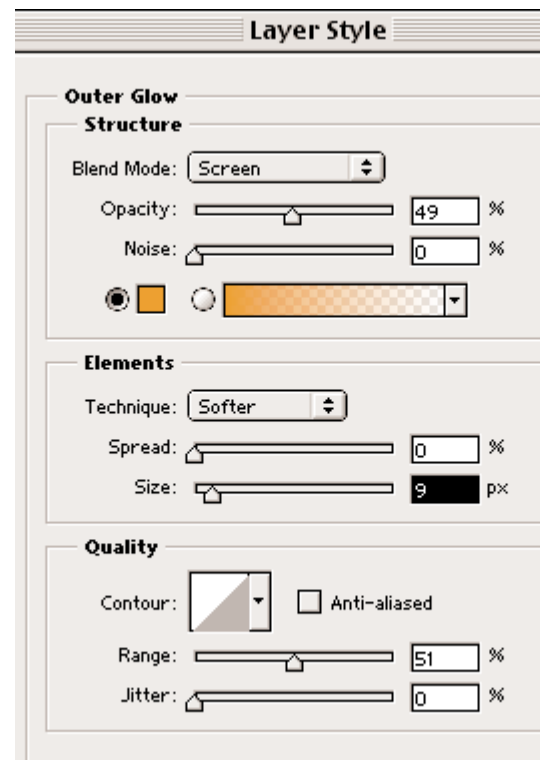 Layer Style
Outer Glow
Structure
Blend Mode: Screen
Opacity: 49 %
Noise: 0 %
Elements
Technique: Softer
Spread: 0 %
Size: 9 px
Quality
Contour: Anti-aliased
Range: 51 %
Jitter: 0 %